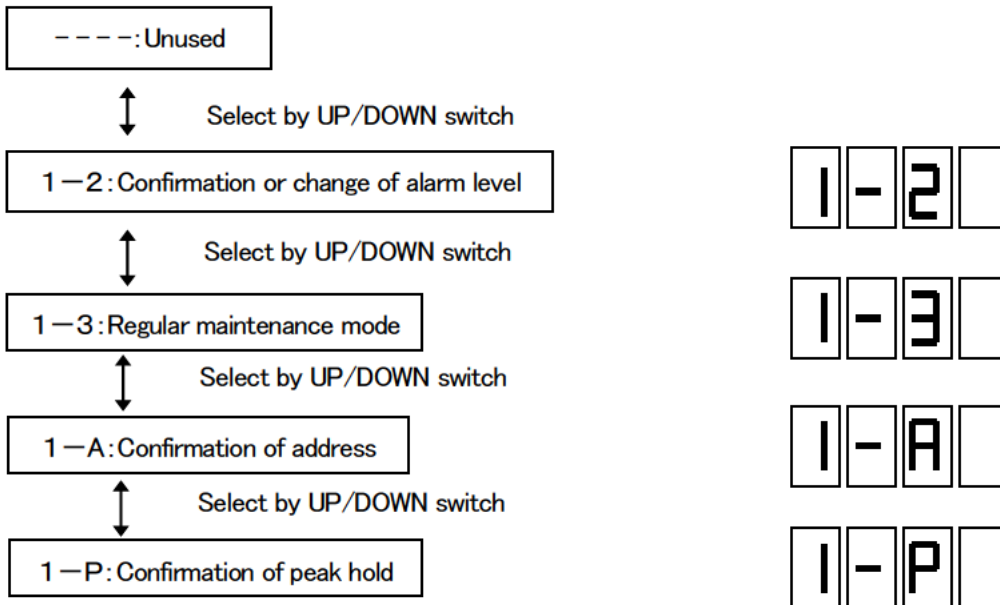 ----:Unused
Select by UP/DOWN switch
1-2:Confirmation or change of alarm level
1-2
Select by UP/DOWN switch
1-3:Regular maintenance mode
1-3
Select by UP/DOWN switch
1-A:Confirmation of address
1-A
Select by UP/DOWN switch
1-P:Confirmation of peak hold
1-P